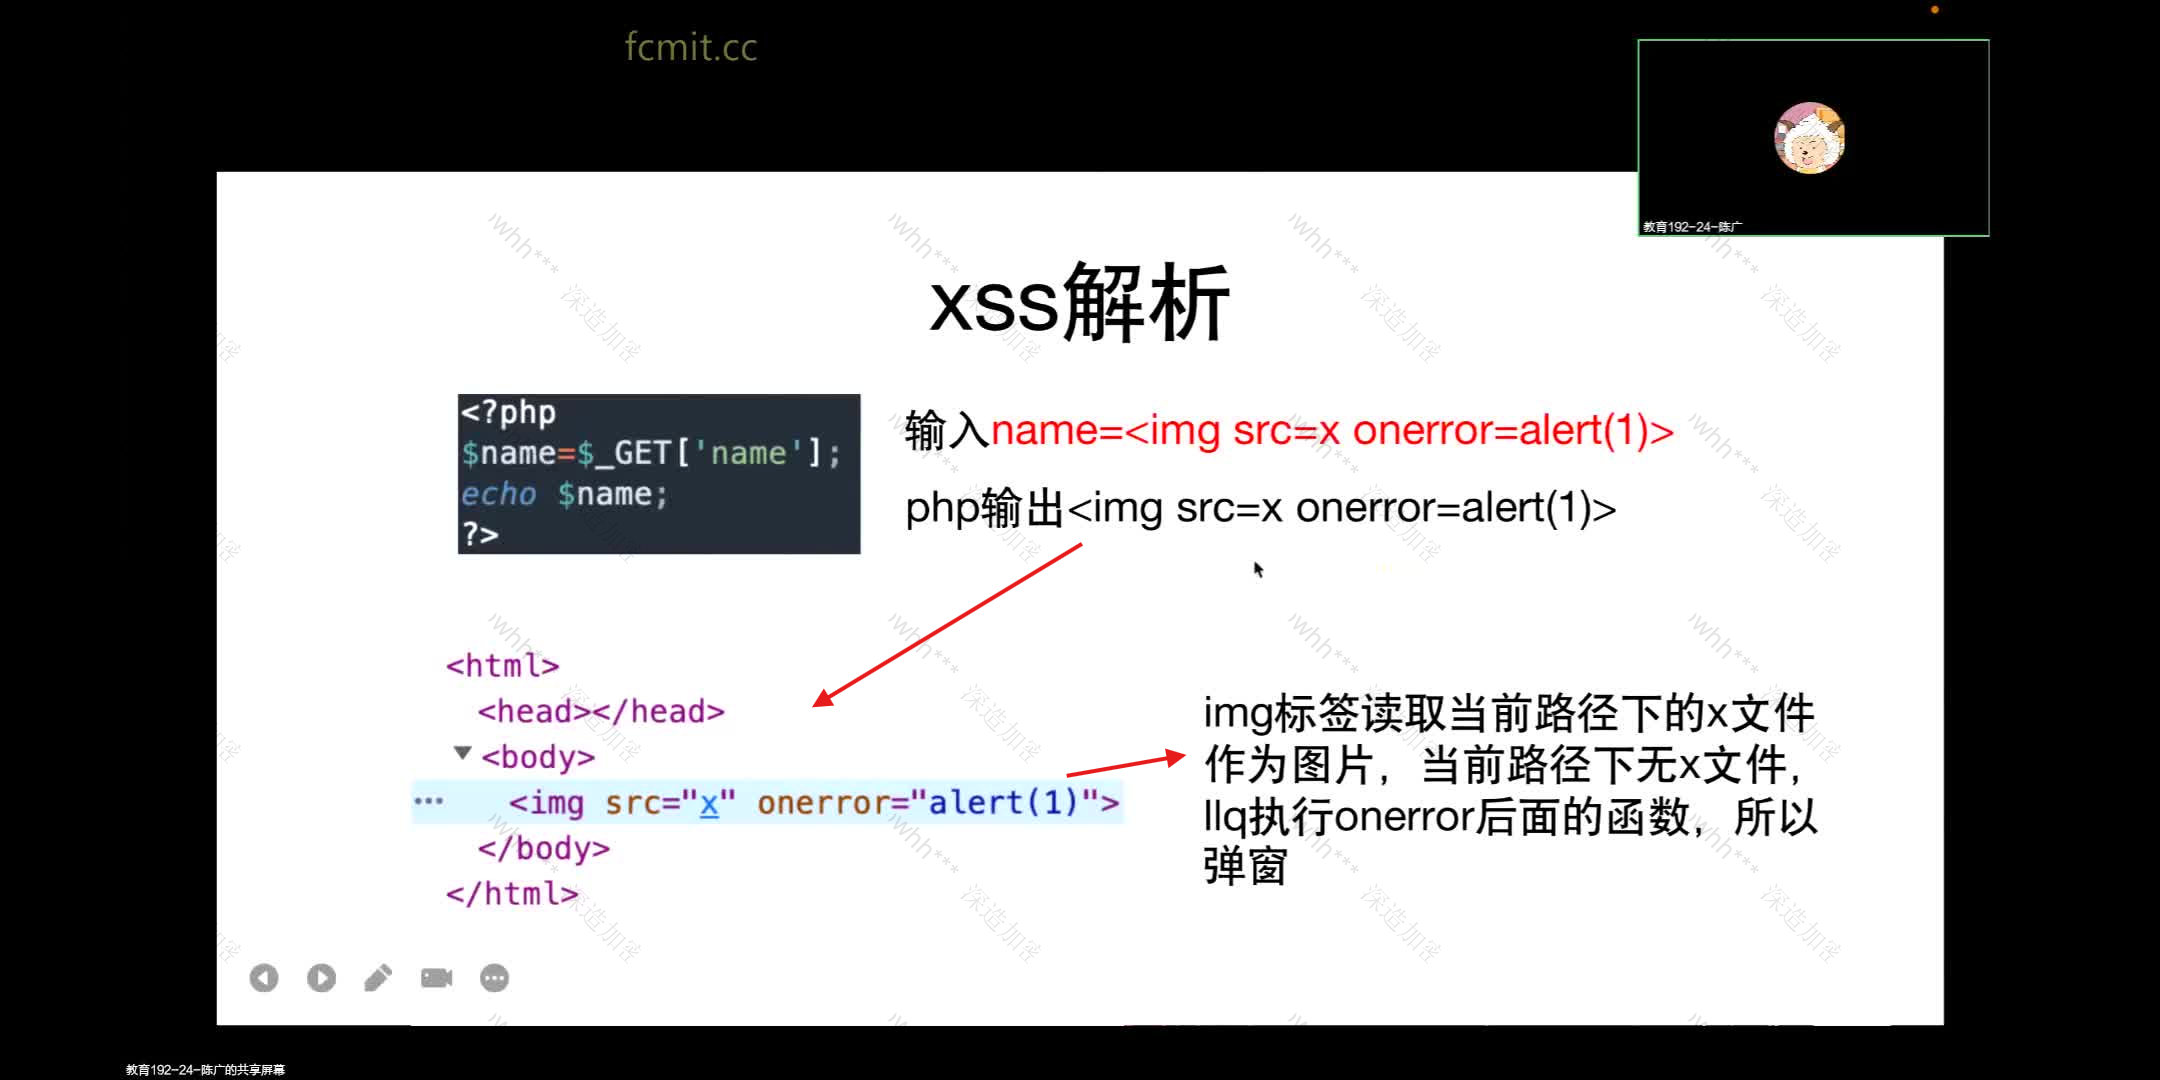 fcmit.cc
教育192-24-陈广
xss解析
<?php
$name=$_GET['name'];
echo $name;
?>
输入name=<img src=x onerror=alert(1)>
php输出<img src=x onerror=alert(1)>
<html>
<head></head>
<body>
<img src="x" onerror="alert(1)">
</body>
</html>
img标签读取当前路径下的x文件
作为图片，当前路径下无x文件，
llq执行onerror后面的函数，所以
弹窗
教育192-24-陈广的共享屏幕